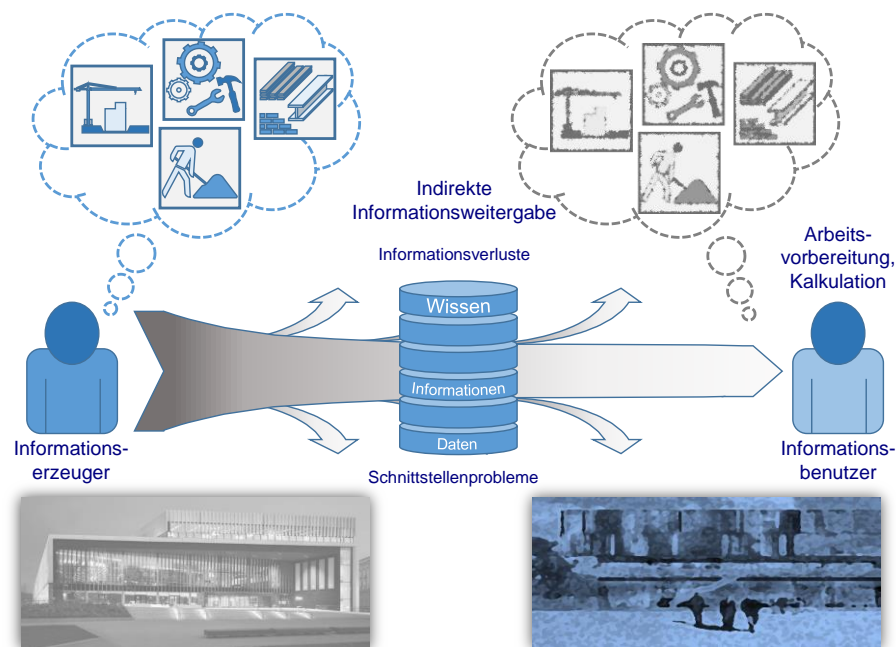 Indirekte
Informationsweitergabe
Informationsverluste
Arbeits-
vorbereitung,
Kalkulation
Wissen
Informationen
Daten
Informations-
erzeuger
Schnittstellenprobleme
Informations-
benutzer